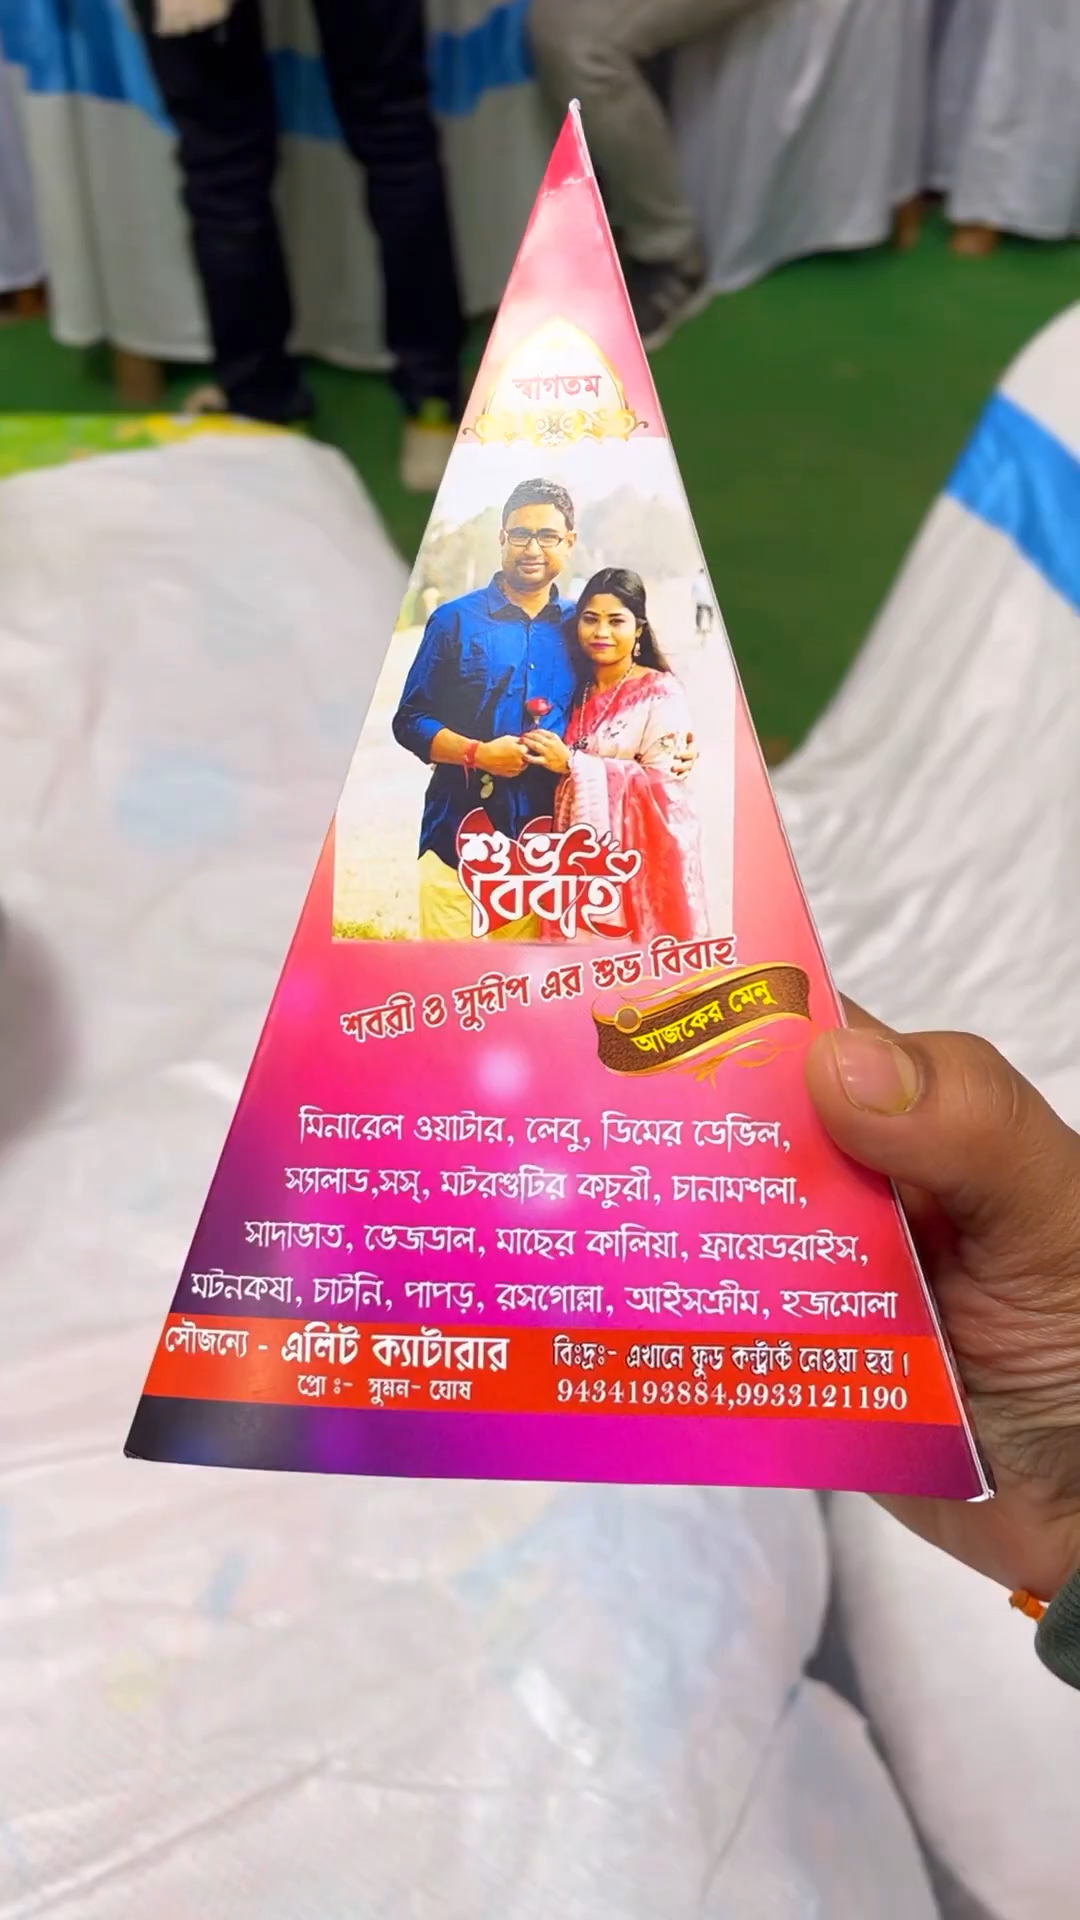 স্বাগতম
শুভ
বিবাহ
শবরী ও সুদীপ এর শুভ বিবাহ
আজকের মেনু
মিনারেল ওয়াটার, লেবু, ডিমের ডেভিল,
স্যালাড,সস্, মটরশুটির কচুরী, চানামশলা,
সাদাভাত, ভেজডাল, মাছের কালিয়া, ফ্রায়েডরাইস,
মটনকষা, চাটনি, পাপড়, রসগোল্লা, আইসক্রীম, হজমোলা
সৌজন্যে - এলিট ক্যাটারার
প্রো ঃ- সুমন- ঘোষ
বিঃদ্রঃ- এখানে ফুড কন্ট্রাক্ট নেওয়া হয়।
9434193884,9933121190